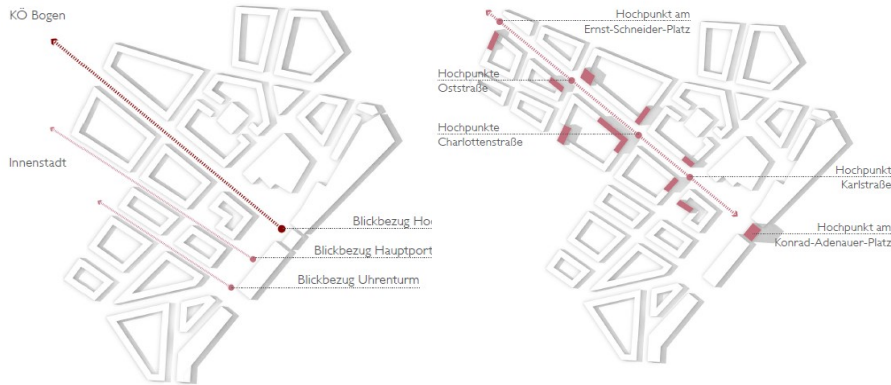 KÖ Bogen
Innenstadt
Blickbezug Hoc
Blickbezug Hauptport
Blickbezug Uhrenturm
Hochpunkt am
Ernst-Schneider-Platz
Hochpunkte
Oststraße
Hochpunkte
Charlottenstraße
Hochpunkt
Karlstraße
Hochpunkt am
Konrad-Adenauer-Platz